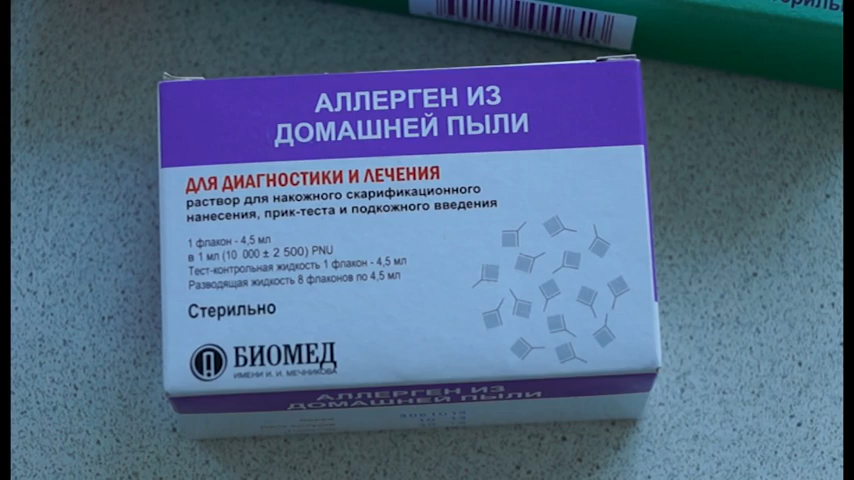 АЛЛЕРГЕН ИЗ
ДОМАШНЕЙ ПЫЛИ
ДЛЯ ДИАГНОСТИКИ И ЛЕЧЕНИЯ
раствор для накожного скарификационного
нанесения, прик-теста и подкожного введения
1 флакон - 4,5 мл
в 1 мл (10 000 ± 2 500) PNU
Тест-контрольная жидкость 1 флакон - 4,5 мл
Разводящая жидкость 8 флаконов по 4,5 мл
Стерильно
БИОМЕД
ИМЕНИ И. И. МЕЧНИКОВА
АЛЛЕРГЕН ИЗ
ДОМАШНЕЙ ПЫЛИ